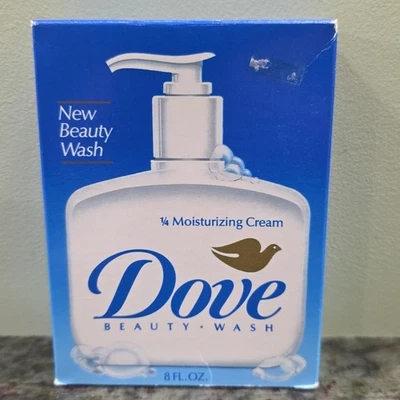 New
Beauty
Wash
¼ Moisturizing Cream
Dove
BEAUTY • WASH
8 FL. OZ.